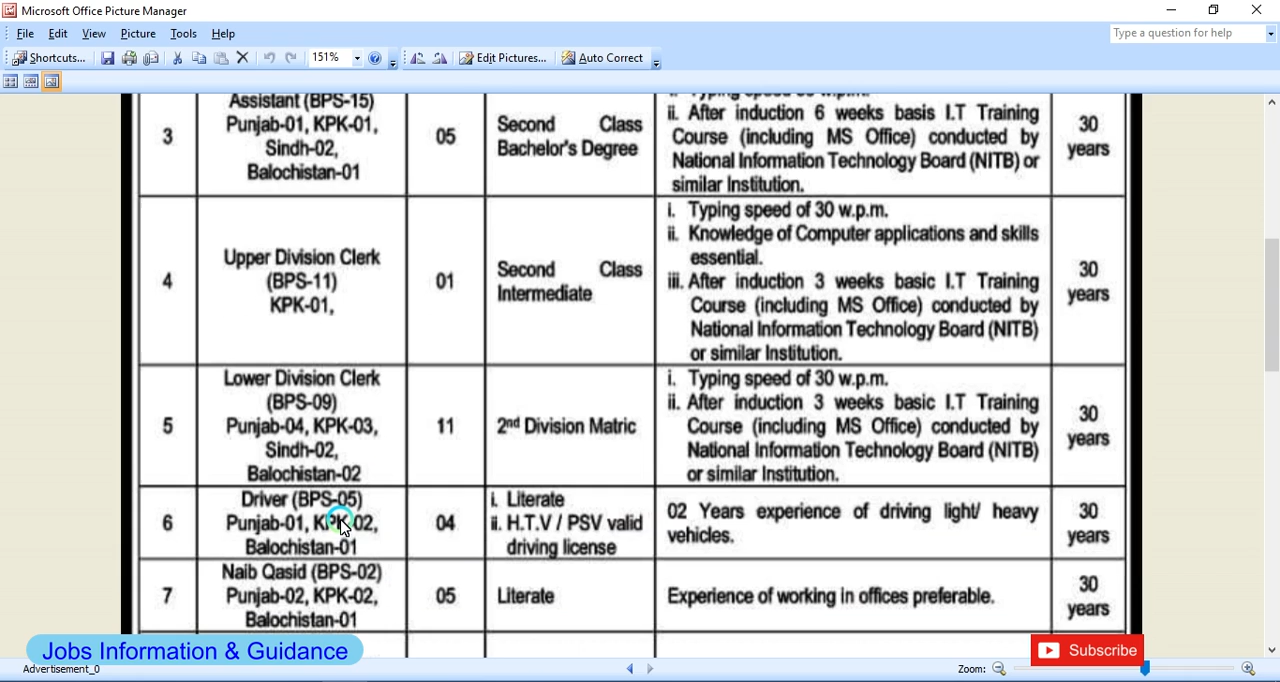 Microsoft Office Picture Manager
File Edit View Picture Tools Help
Type a question for help
Shortcuts...
151%
Edit Pictures...
Auto Correct
Assistant (BPS-15)
Punjab-01, KPK-01,
Sindh-02,
Balochistan-01
3
05
Second Class
Bachelor's Degree
ii. After induction 6 weeks basis I.T Training
Course (including MS Office) conducted by
National Information Technology Board (NITB) or
similar Institution.
30
years
4
Upper Division Clerk
(BPS-11)
KPK-01,
01
Second Class
Intermediate
i. Typing speed of 30 w.p.m.
ii. Knowledge of Computer applications and skills
essential.
iii. After induction 3 weeks basic I.T Training
Course (including MS Office) conducted by
National Information Technology Board (NITB)
or similar Institution.
30
years
5
Lower Division Clerk
(BPS-09)
Punjab-04, KPK-03,
Sindh-02,
Balochistan-02
11
2nd Division Matric
i. Typing speed of 30 w.p.m.
ii. After induction 3 weeks basic I.T Training
Course (including MS Office) conducted by
National Information Technology Board (NITB)
or similar Institution.
30
years
6
Driver (BPS-05)
Punjab-01, KPK-02,
Balochistan-01
04
i. Literate
ii. H.T.V / PSV valid
driving license
02 Years experience of driving light/ heavy
vehicles.
30
years
7
Naib Qasid (BPS-02)
Punjab-02, KPK-02,
Balochistan-01
05
Literate
Experience of working in offices preferable.
30
years
Jobs Information & Guidance
Subscribe
Advertisement_0
Zoom: